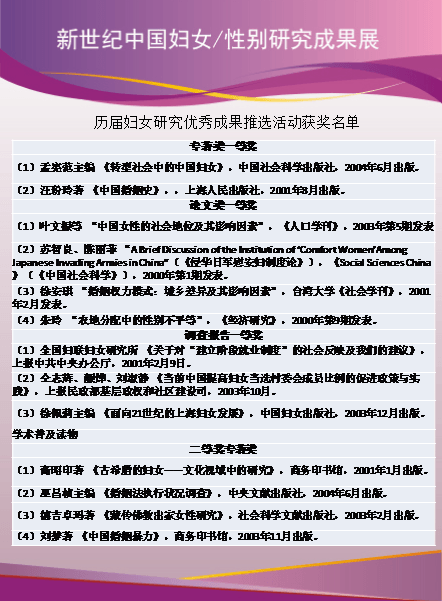 新世纪中国妇女/性别研究成果展
历届妇女研究优秀成果推选活动获奖名单
专著类一等奖
（1）孟宪范主编 《转型社会中的中国妇女》，中国社会科学出版社，2004年6月出版。
（2）汪玢玲著 《中国婚姻史》，，上海人民出版社，2001年8月出版。
论文类一等奖
（1）叶文振等 “中国女性的社会地位及其影响因素”，《人口学刊》，2003年第5期发表
（2）苏智良、陈丽菲 “A Brief Discussion of the Institution of “Comfort Women’ Among
Japanese Invading Armies in China”（《侵华日军慰安妇制度论》），《Social Sciences China
》（《中国社会科学》），2000年第1期发表。
（3）徐安琪 “婚姻权力模式：城乡差异及其影响因素”，台湾大学《社会学刊》，2001
年2月发表。
（4）朱玲 “农地分配中的性别不平等”，《经济研究》，2000年第9期发表。
调查报告一等奖
（1）全国妇联妇女研究所 《关于对“建立阶段就业制度”的社会反映及我们的建议》，
上报中共中央办公厅，2001年2月9日。
（2）仝志辉、 、刘澄 《当前中国提高妇女当选村委会成员比例的促进政策与实
践》，上报民政部基层政权和社区建设司，2003年10月。
（3）徐佩莉主编 《面向21世纪的上海妇女发展》，中国妇女出版社，2003年12月出版。
学术普及读物
二等奖专著类
（1）裔昭印著 《古希腊的妇女——文化视域中的研究》，商务印书馆，2001年1月出版。
（2）巫昌祯主编 《婚姻法执行状况调查》，中央文献出版社，2004年6月出版。
（3）德吉卓玛著 《藏传佛教出家女性研究》，社会科学文献出版社，2003年2月出版。
（4）刘梦著 《中国婚姻暴力》，商务印书馆，2003年11月出版。